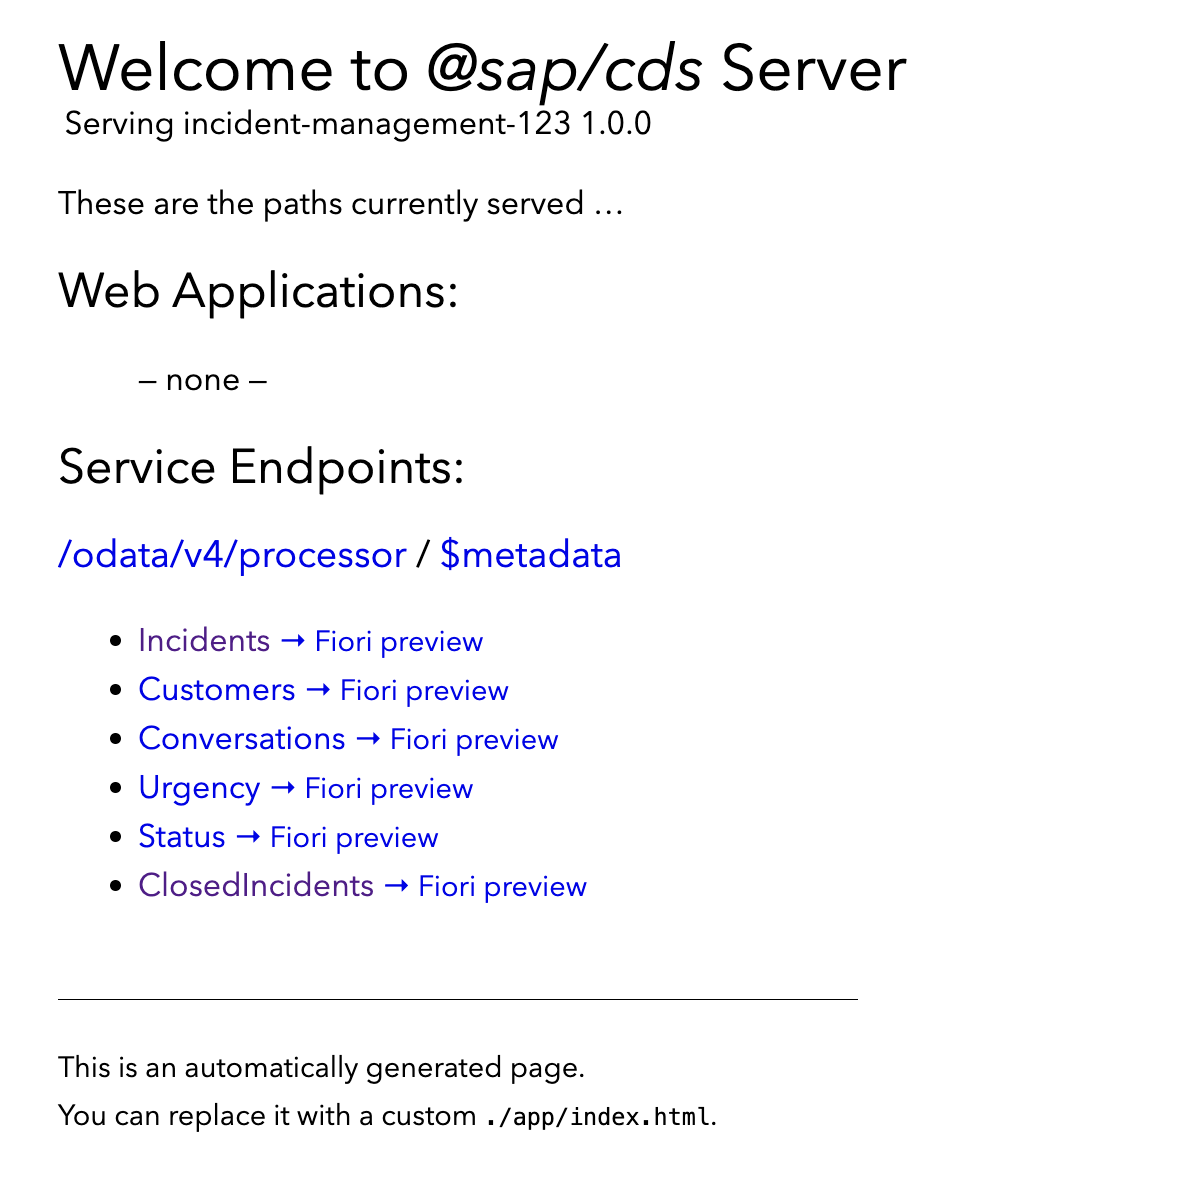 Welcome to @sap/cds Server
Serving incident-management-123 1.0.0
These are the paths currently served …
Web Applications:
– none –
Service Endpoints:
/odata/v4/processor / $metadata
• Incidents → Fiori preview
• Customers → Fiori preview
• Conversations → Fiori preview
• Urgency → Fiori preview
• Status → Fiori preview
• ClosedIncidents → Fiori preview
This is an automatically generated page.
You can replace it with a custom ./app/index.html.